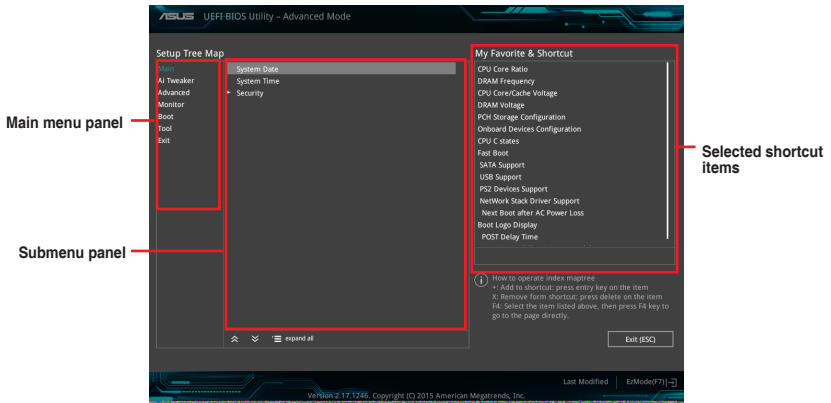 ASUS UEFI BIOS Utility – Advanced Mode
Setup Tree Map
Main
Ai Tweaker
Advanced
Monitor
Boot
Tool
Exit
System Date
System Time
Security
expand all
My Favorite & Shortcut
CPU Core Ratio
DRAM Frequency
CPU Core/Cache Voltage
DRAM Voltage
PCH Storage Configuration
Onboard Devices Configuration
CPU C states
Fast Boot
SATA Support
USB Support
PS2 Devices Support
NetWork Stack Driver Support
Next Boot after AC Power Loss
Boot Logo Display
POST Delay Time
How to operate index maptree
+: Add to shortcut: press entry key on the item
X: Remove form shortcut: press delete on the item
F4: Select the item listed above, then press F4 key to
go to the page directly.
Exit (ESC)
Last Modified
EzMode(F7)
Version 2.17.1246. Copyright (C) 2015 American Megatrends, Inc.
Main menu panel
Submenu panel
Selected shortcut
items